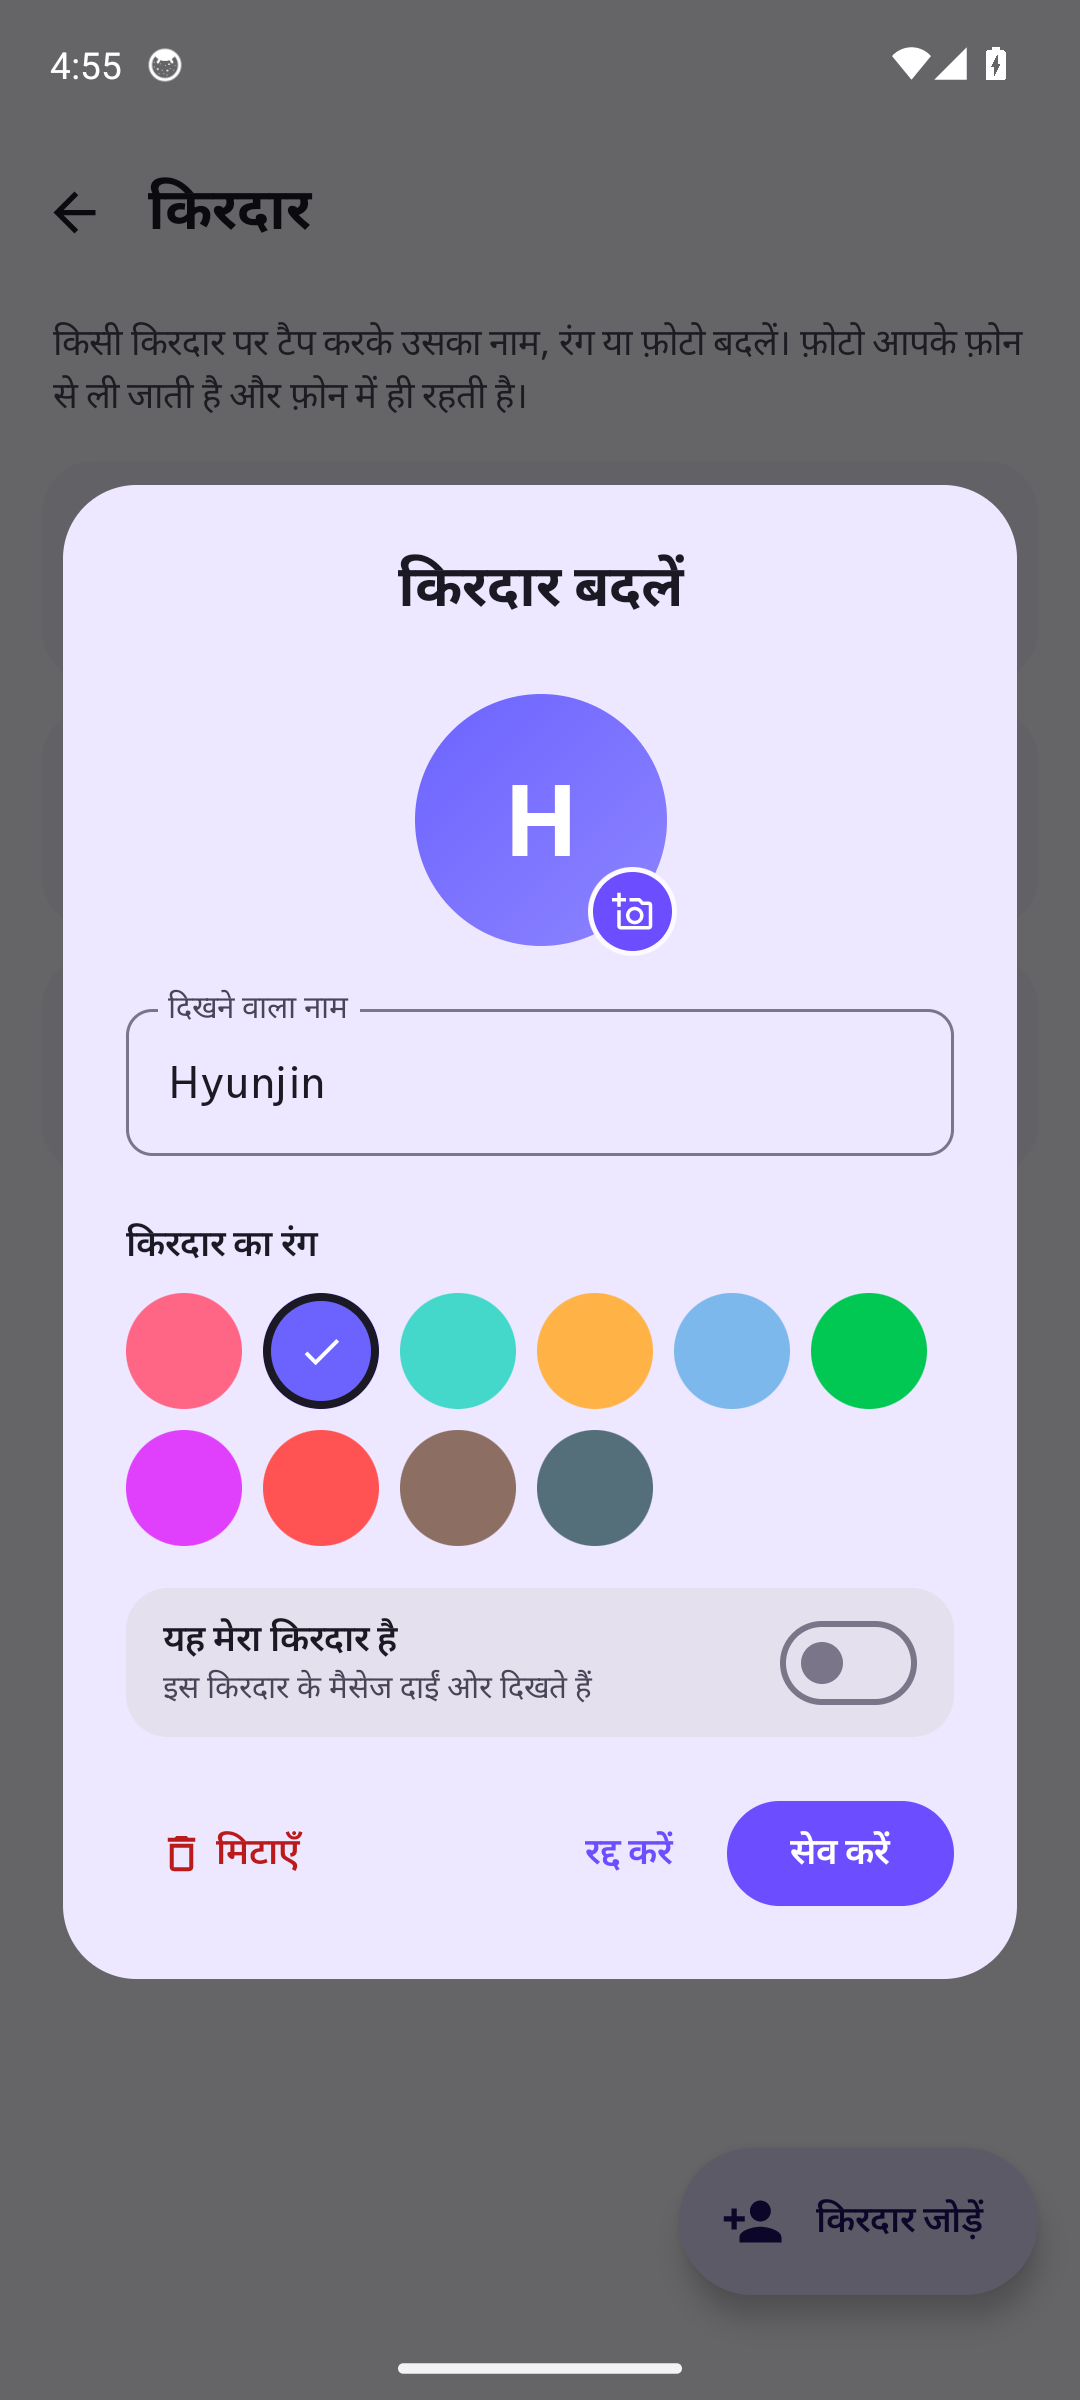 4:55
किरदार
किसी किरदार पर टैप करके उसका नाम, रंग या फ़ोटो बदलें। फ़ोटो आपके फ़ोन
से ली जाती है और फ़ोन में ही रहती है।
किरदार बदलें
H
दिखने वाला नाम
Hyunjin
किरदार का रंग
यह मेरा किरदार है
इस किरदार के मैसेज दाईं ओर दिखते हैं
मिटाएँ
रद्द करें
सेव करें
किरदार जोड़ें